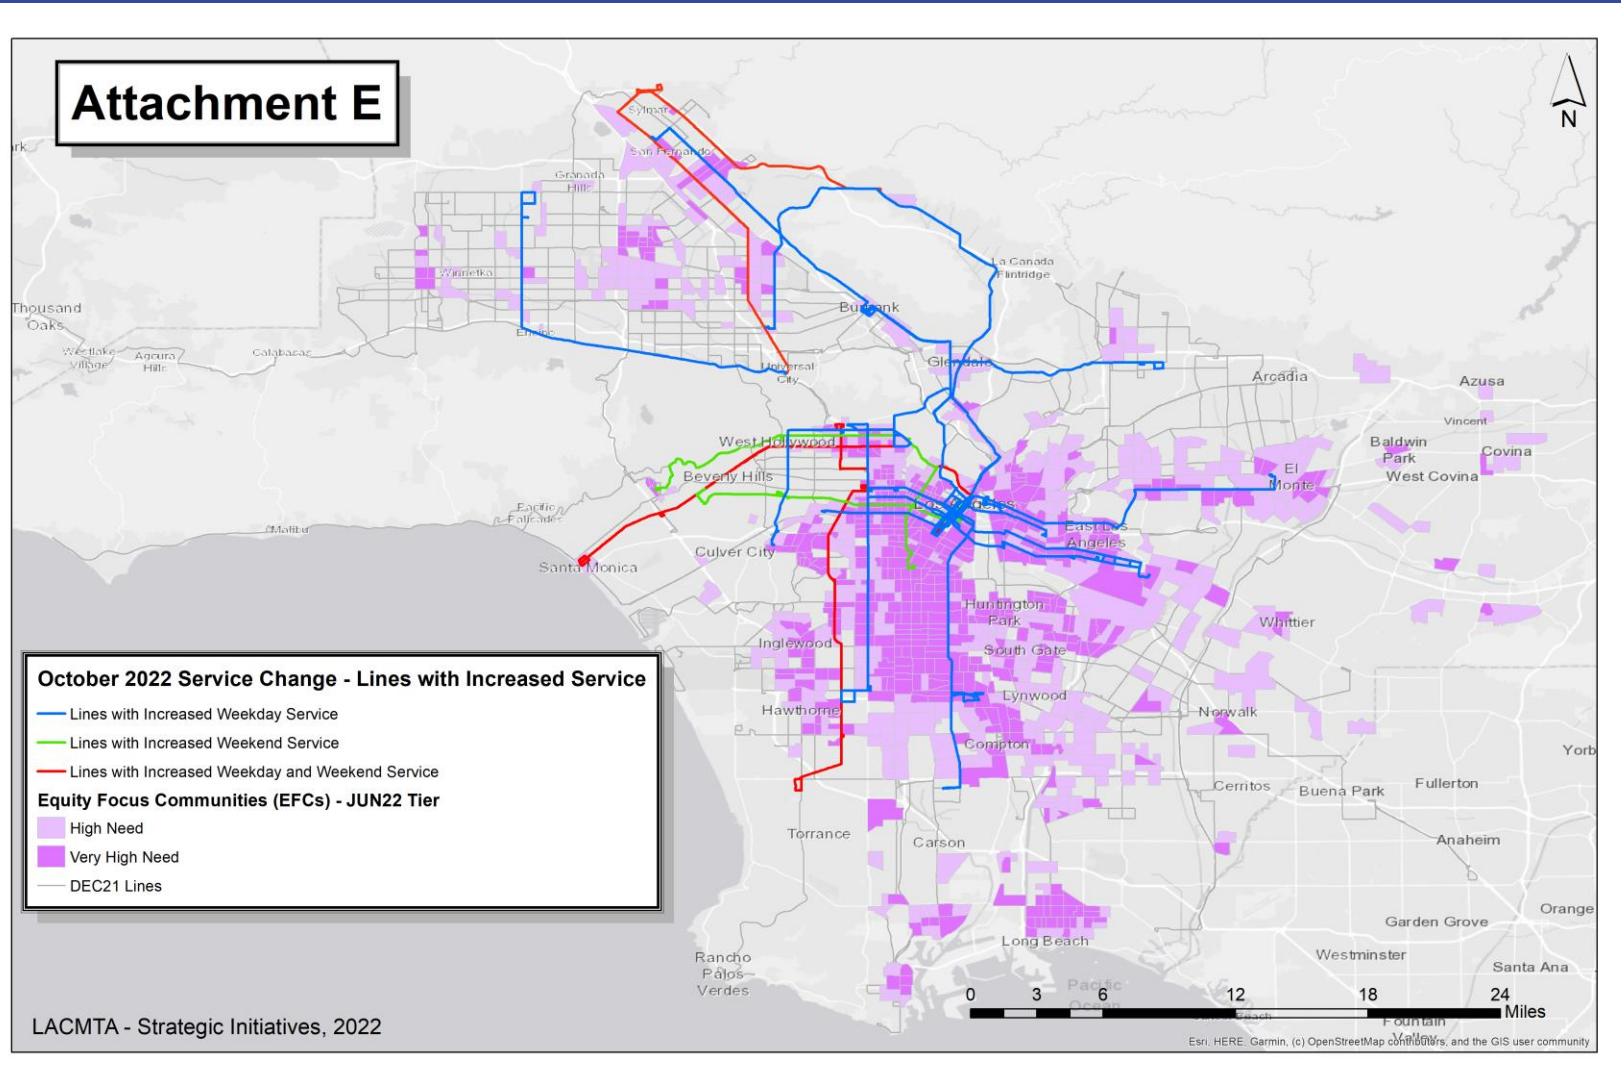 Attachment E
N
Sylmar
San Fernando
Granada
Hills
Winnetka
La Canada
Flintridge
Thousand
Oaks
Burbank
Encino
Westlake
Village
Agoura
Hills
Calabasas
Universal
City
Glendale
Arcadia
Azusa
Vincent
West Hollywood
Baldwin
Park
Covina
Beverly Hills
El
Monte
West Covina
Pacific
Palisades
Malibu
Los Angeles
East Los
Angeles
Culver City
Santa Monica
Huntington
Park
Whittier
Inglewood
South Gate
Lynwood
Hawthorne
Norwalk
Compton
Yorb
Cerritos
Buena Park
Fullerton
Torrance
Carson
Anaheim
Orange
Garden Grove
Long Beach
Westminster
Santa Ana
Rancho
Palos
Verdes
Pacific
Ocean
Fountain
Valley
October 2022 Service Change - Lines with Increased Service
Lines with Increased Weekday Service
Lines with Increased Weekend Service
Lines with Increased Weekday and Weekend Service
Equity Focus Communities (EFCs) - JUN22 Tier
High Need
Very High Need
DEC21 Lines
LACMTA - Strategic Initiatives, 2022
0 3 6 12 18 24
Miles
Esri, HERE, Garmin, (c) OpenStreetMap contributors, and the GIS user community